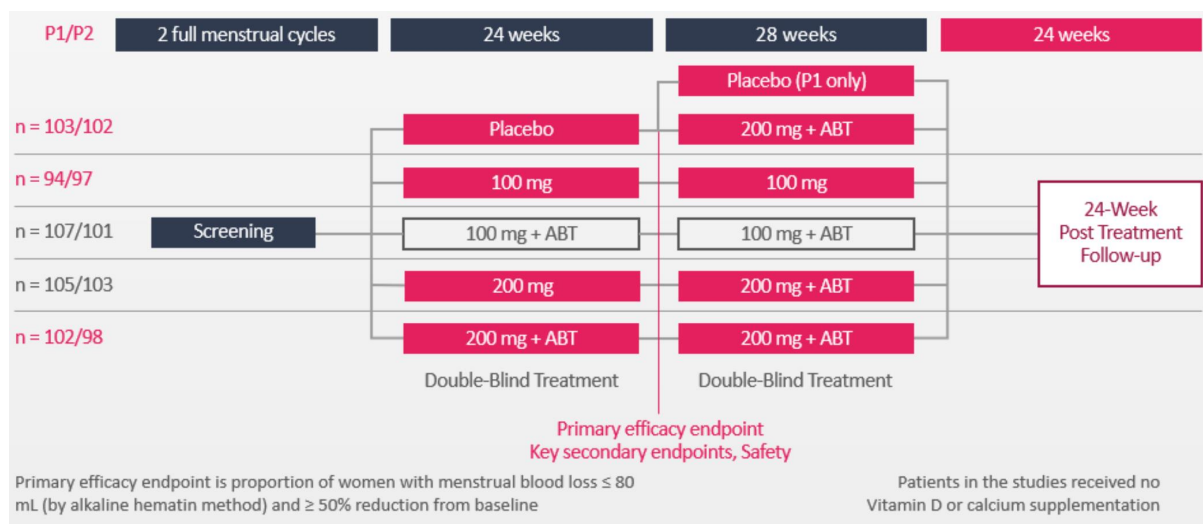 P1/P2 2 full menstrual cycles 24 weeks 28 weeks 24 weeks
Placebo (P1 only)
n = 103/102 Placebo 200 mg + ABT
n = 94/97 100 mg 100 mg
n = 107/101 Screening 100 mg + ABT 100 mg + ABT
24-Week
Post Treatment
Follow-up
n = 105/103 200 mg 200 mg + ABT
n = 102/98 200 mg + ABT 200 mg + ABT
Double-Blind Treatment Double-Blind Treatment
Primary efficacy endpoint
Key secondary endpoints, Safety
Primary efficacy endpoint is proportion of women with menstrual blood loss ≤ 80
mL (by alkaline hematin method) and ≥ 50% reduction from baseline
Patients in the studies received no
Vitamin D or calcium supplementation